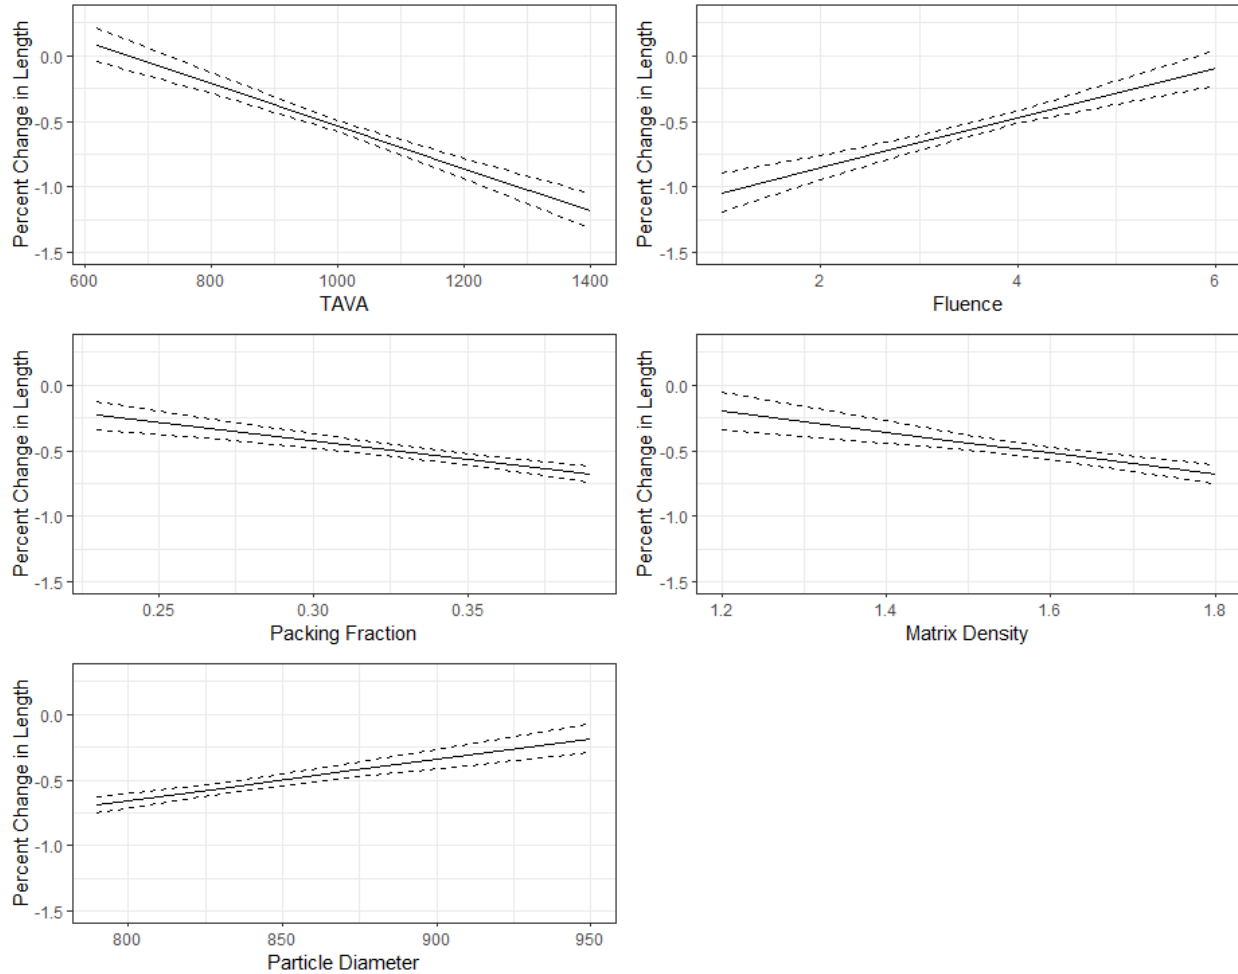 Percent Change in Length
0.0
-0.5
-1.0
-1.5
600 800 1000 1200 1400
TAVA
Percent Change in Length
0.0
-0.5
-1.0
-1.5
2 4 6
Fluence
Percent Change in Length
0.0
-0.5
-1.0
-1.5
0.25 0.30 0.35
Packing Fraction
Percent Change in Length
0.0
-0.5
-1.0
-1.5
1.2 1.4 1.6 1.8
Matrix Density
Percent Change in Length
0.0
-0.5
-1.0
-1.5
800 850 900 950
Particle Diameter